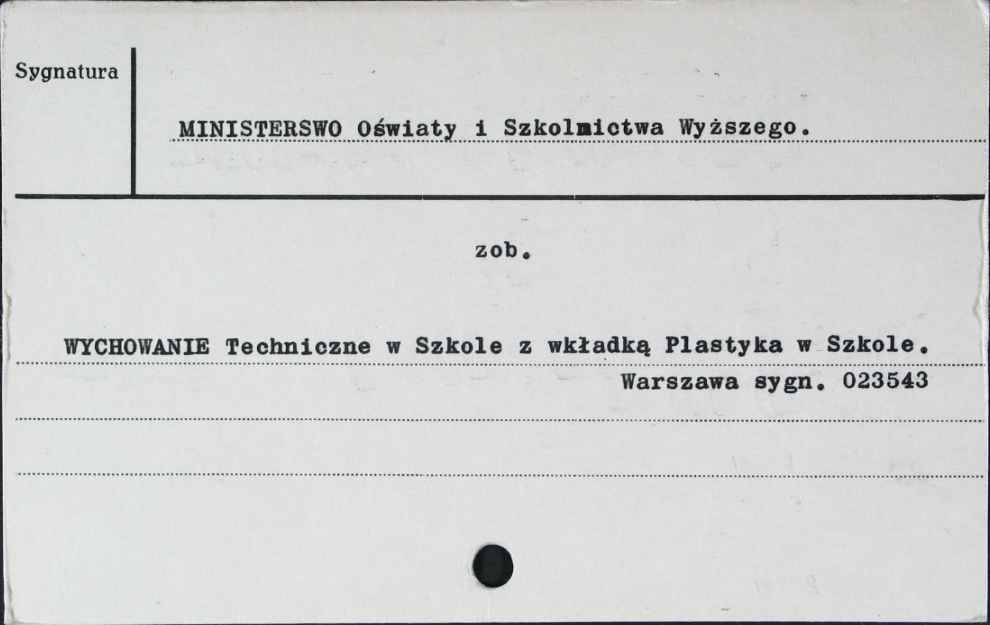 Sygnatura
MINISTERSWO Oświaty i Szkolnictwa Wyższego.
zob.
WYCHOWANIE Techniczne w Szkole z wkładką Plastyka w Szkole.
Warszawa sygn. 023543